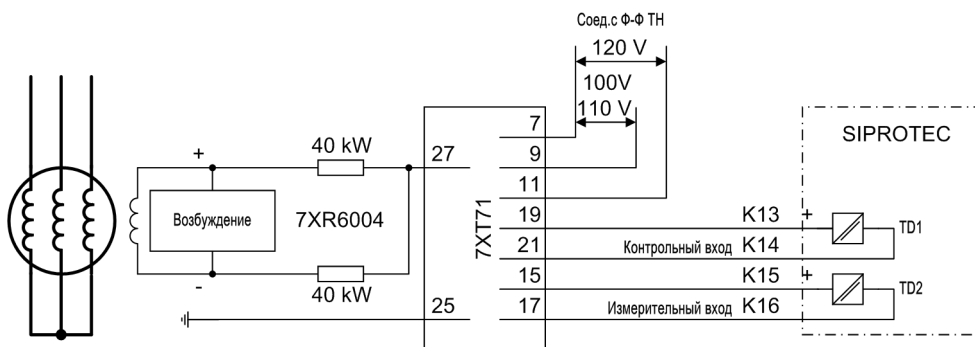 Соед.с Ф-Ф ТН
120 V
100V
110 V
SIPROTEC
7
40 kW
27
9
+
11
Возбуждение
7XR6004
7XT71
19
K13
+
TD1
21
Контрольный вход
K14
15
K15
+
TD2
-
40 kW
25
17
Измерительный вход
K16